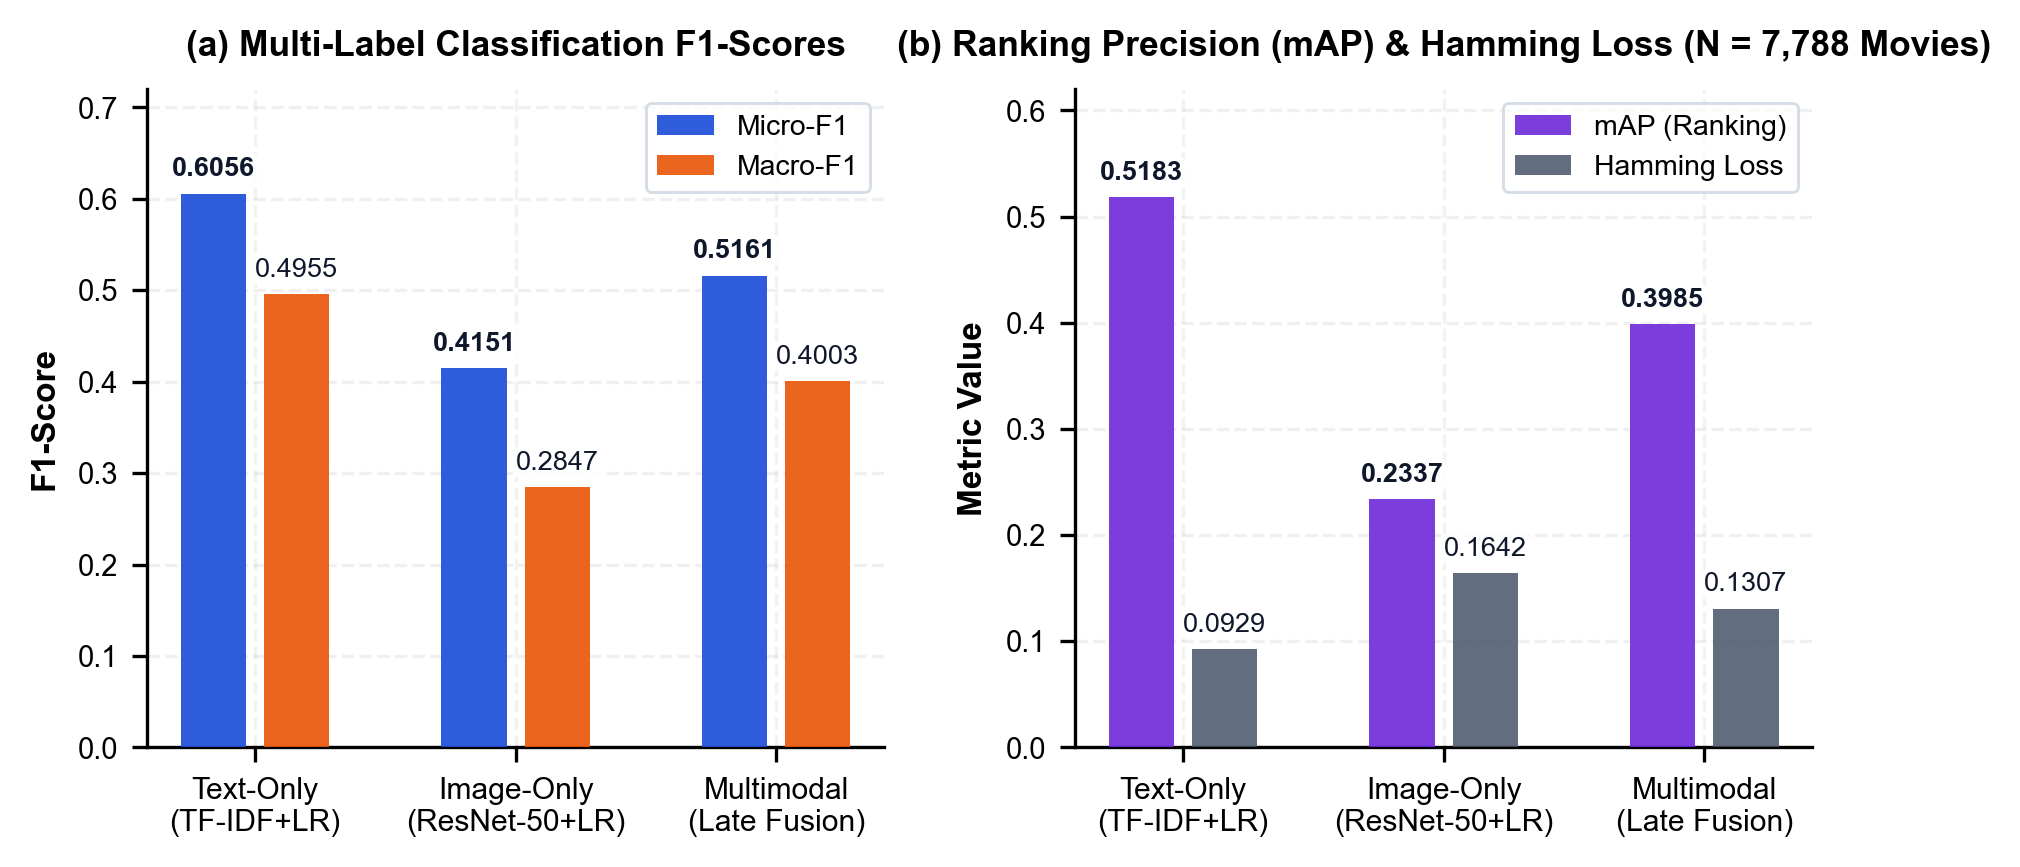 (a) Multi-Label Classification F1-Scores
F1-Score
0.7
0.6
0.5
0.4
0.3
0.2
0.1
0.0
Micro-F1
Macro-F1
0.6056
0.4955
0.4151
0.2847
0.5161
0.4003
Text-Only
(TF-IDF+LR)
Image-Only
(ResNet-50+LR)
Multimodal
(Late Fusion)
(b) Ranking Precision (mAP) & Hamming Loss (N = 7,788 Movies)
Metric Value
0.6
0.5
0.4
0.3
0.2
0.1
0.0
mAP (Ranking)
Hamming Loss
0.5183
0.0929
0.2337
0.1642
0.3985
0.1307
Text-Only
(TF-IDF+LR)
Image-Only
(ResNet-50+LR)
Multimodal
(Late Fusion)